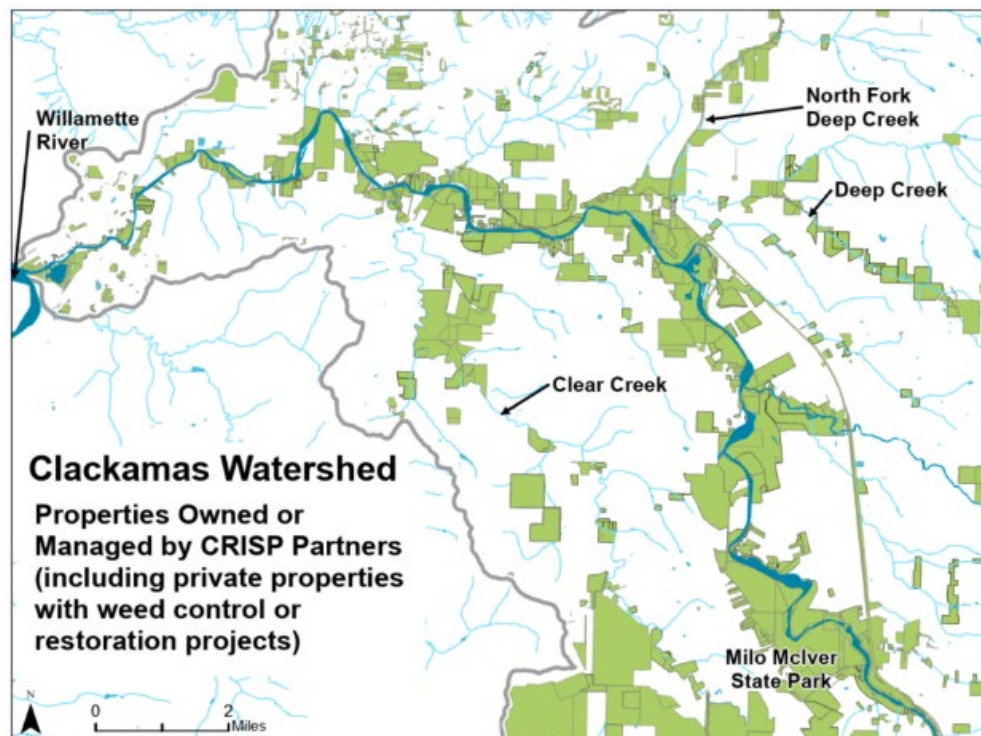 Willamette
River
North Fork
Deep Creek
Deep Creek
Clear Creek
Clackamas Watershed
Properties Owned or
Managed by CRISP Partners
(including private properties
with weed control or
restoration projects)
Milo McIver
State Park
N
0 2
Miles